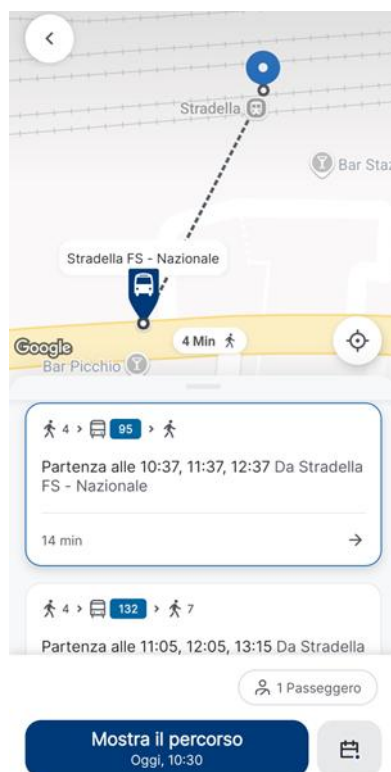 Stradella
Bar Staz
Stradella FS - Nazionale
4 Min
Google
Bar Picchio
4 > 95 >
Partenza alle 10:37, 11:37, 12:37 Da Stradella
FS - Nazionale
14 min
4 > 132 > 7
Partenza alle 11:05, 12:05, 13:15 Da Stradella
1 Passeggero
Mostra il percorso
Oggi, 10:30